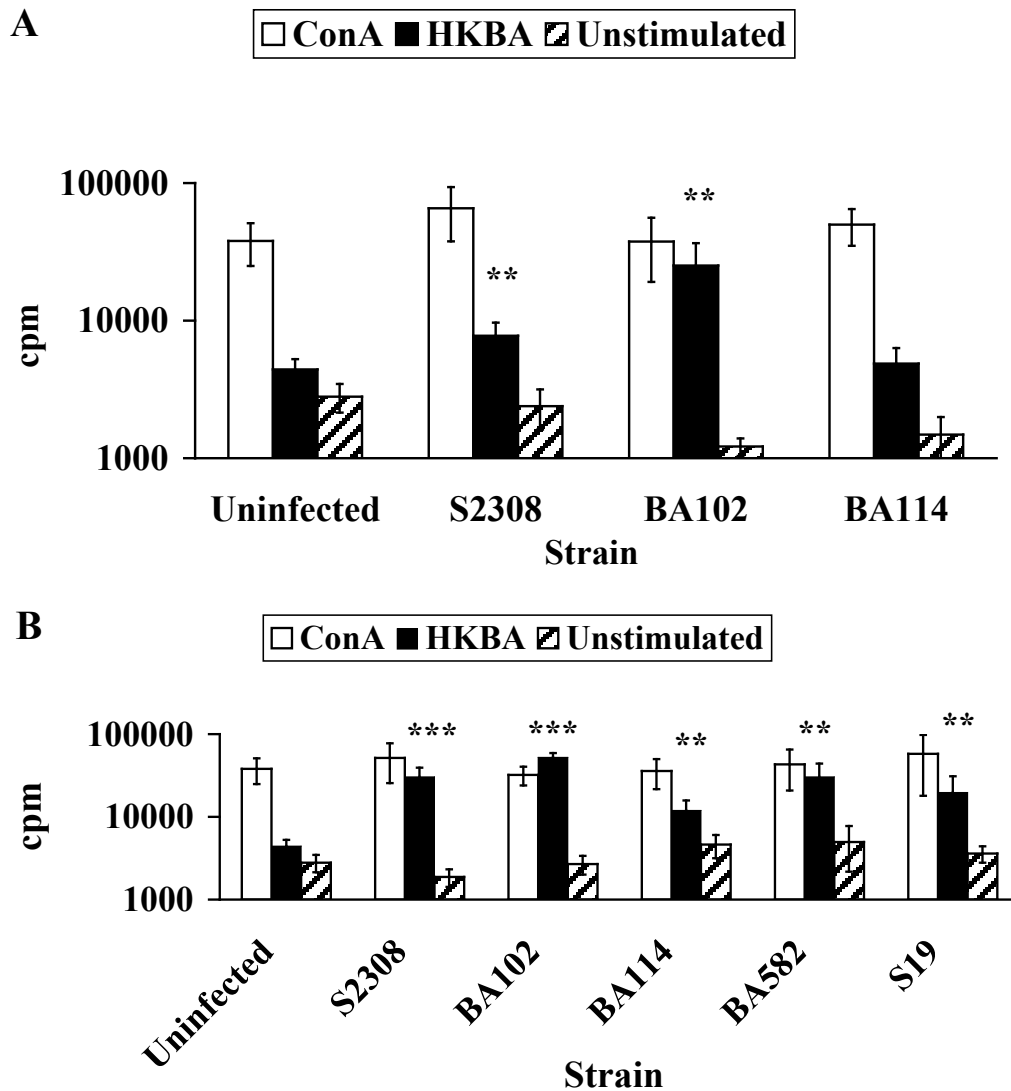 A
ConA HKBA Unstimulated
100000
10000
1000
cpm
**
**
Uninfected S2308 BA102 BA114
Strain
B
ConA HKBA Unstimulated
100000
10000
1000
cpm
*** *** ** ** **
Uninfected S2308 BA102 BA114 BA582 S19
Strain